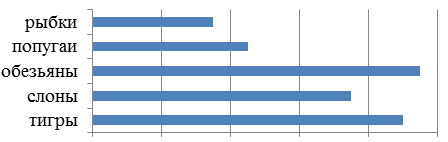 рыбки
попугаи
обезьяны
слоны
тигры